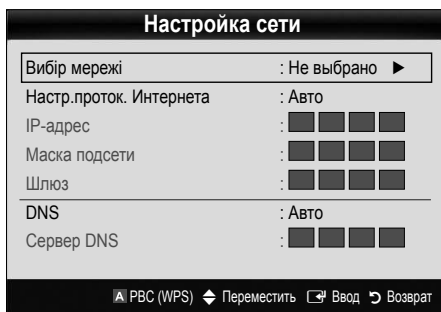 Настройка сети
Вибір мережі : Не выбрано ►
Настр.проток. Интернета : Авто
IP-адрес :
Маска подсети :
Шлюз :
DNS : Авто
Сервер DNS :
A PBC (WPS) Переместить Ввод Возврат